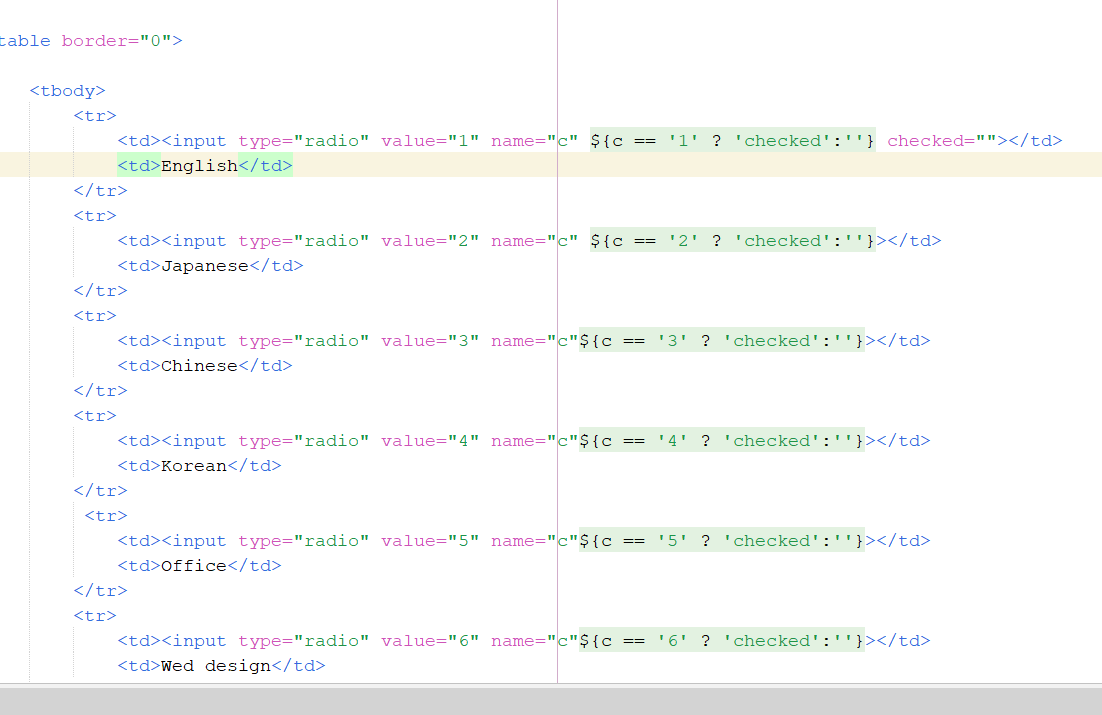 table border="0">
<tbody>
<tr>
<td><input type="radio" value="1" name="c" ${c == '1' ? 'checked':''} checked=""></td>
<td>English</td>
</tr>
<tr>
<td><input type="radio" value="2" name="c" ${c == '2' ? 'checked':''}></td>
<td>Japanese</td>
</tr>
<tr>
<td><input type="radio" value="3" name="c"${c == '3' ? 'checked':''}></td>
<td>Chinese</td>
</tr>
<tr>
<td><input type="radio" value="4" name="c"${c == '4' ? 'checked':''}></td>
<td>Korean</td>
</tr>
<tr>
<td><input type="radio" value="5" name="c"${c == '5' ? 'checked':''}></td>
<td>Office</td>
</tr>
<tr>
<td><input type="radio" value="6" name="c"${c == '6' ? 'checked':''}></td>
<td>Wed design</td>